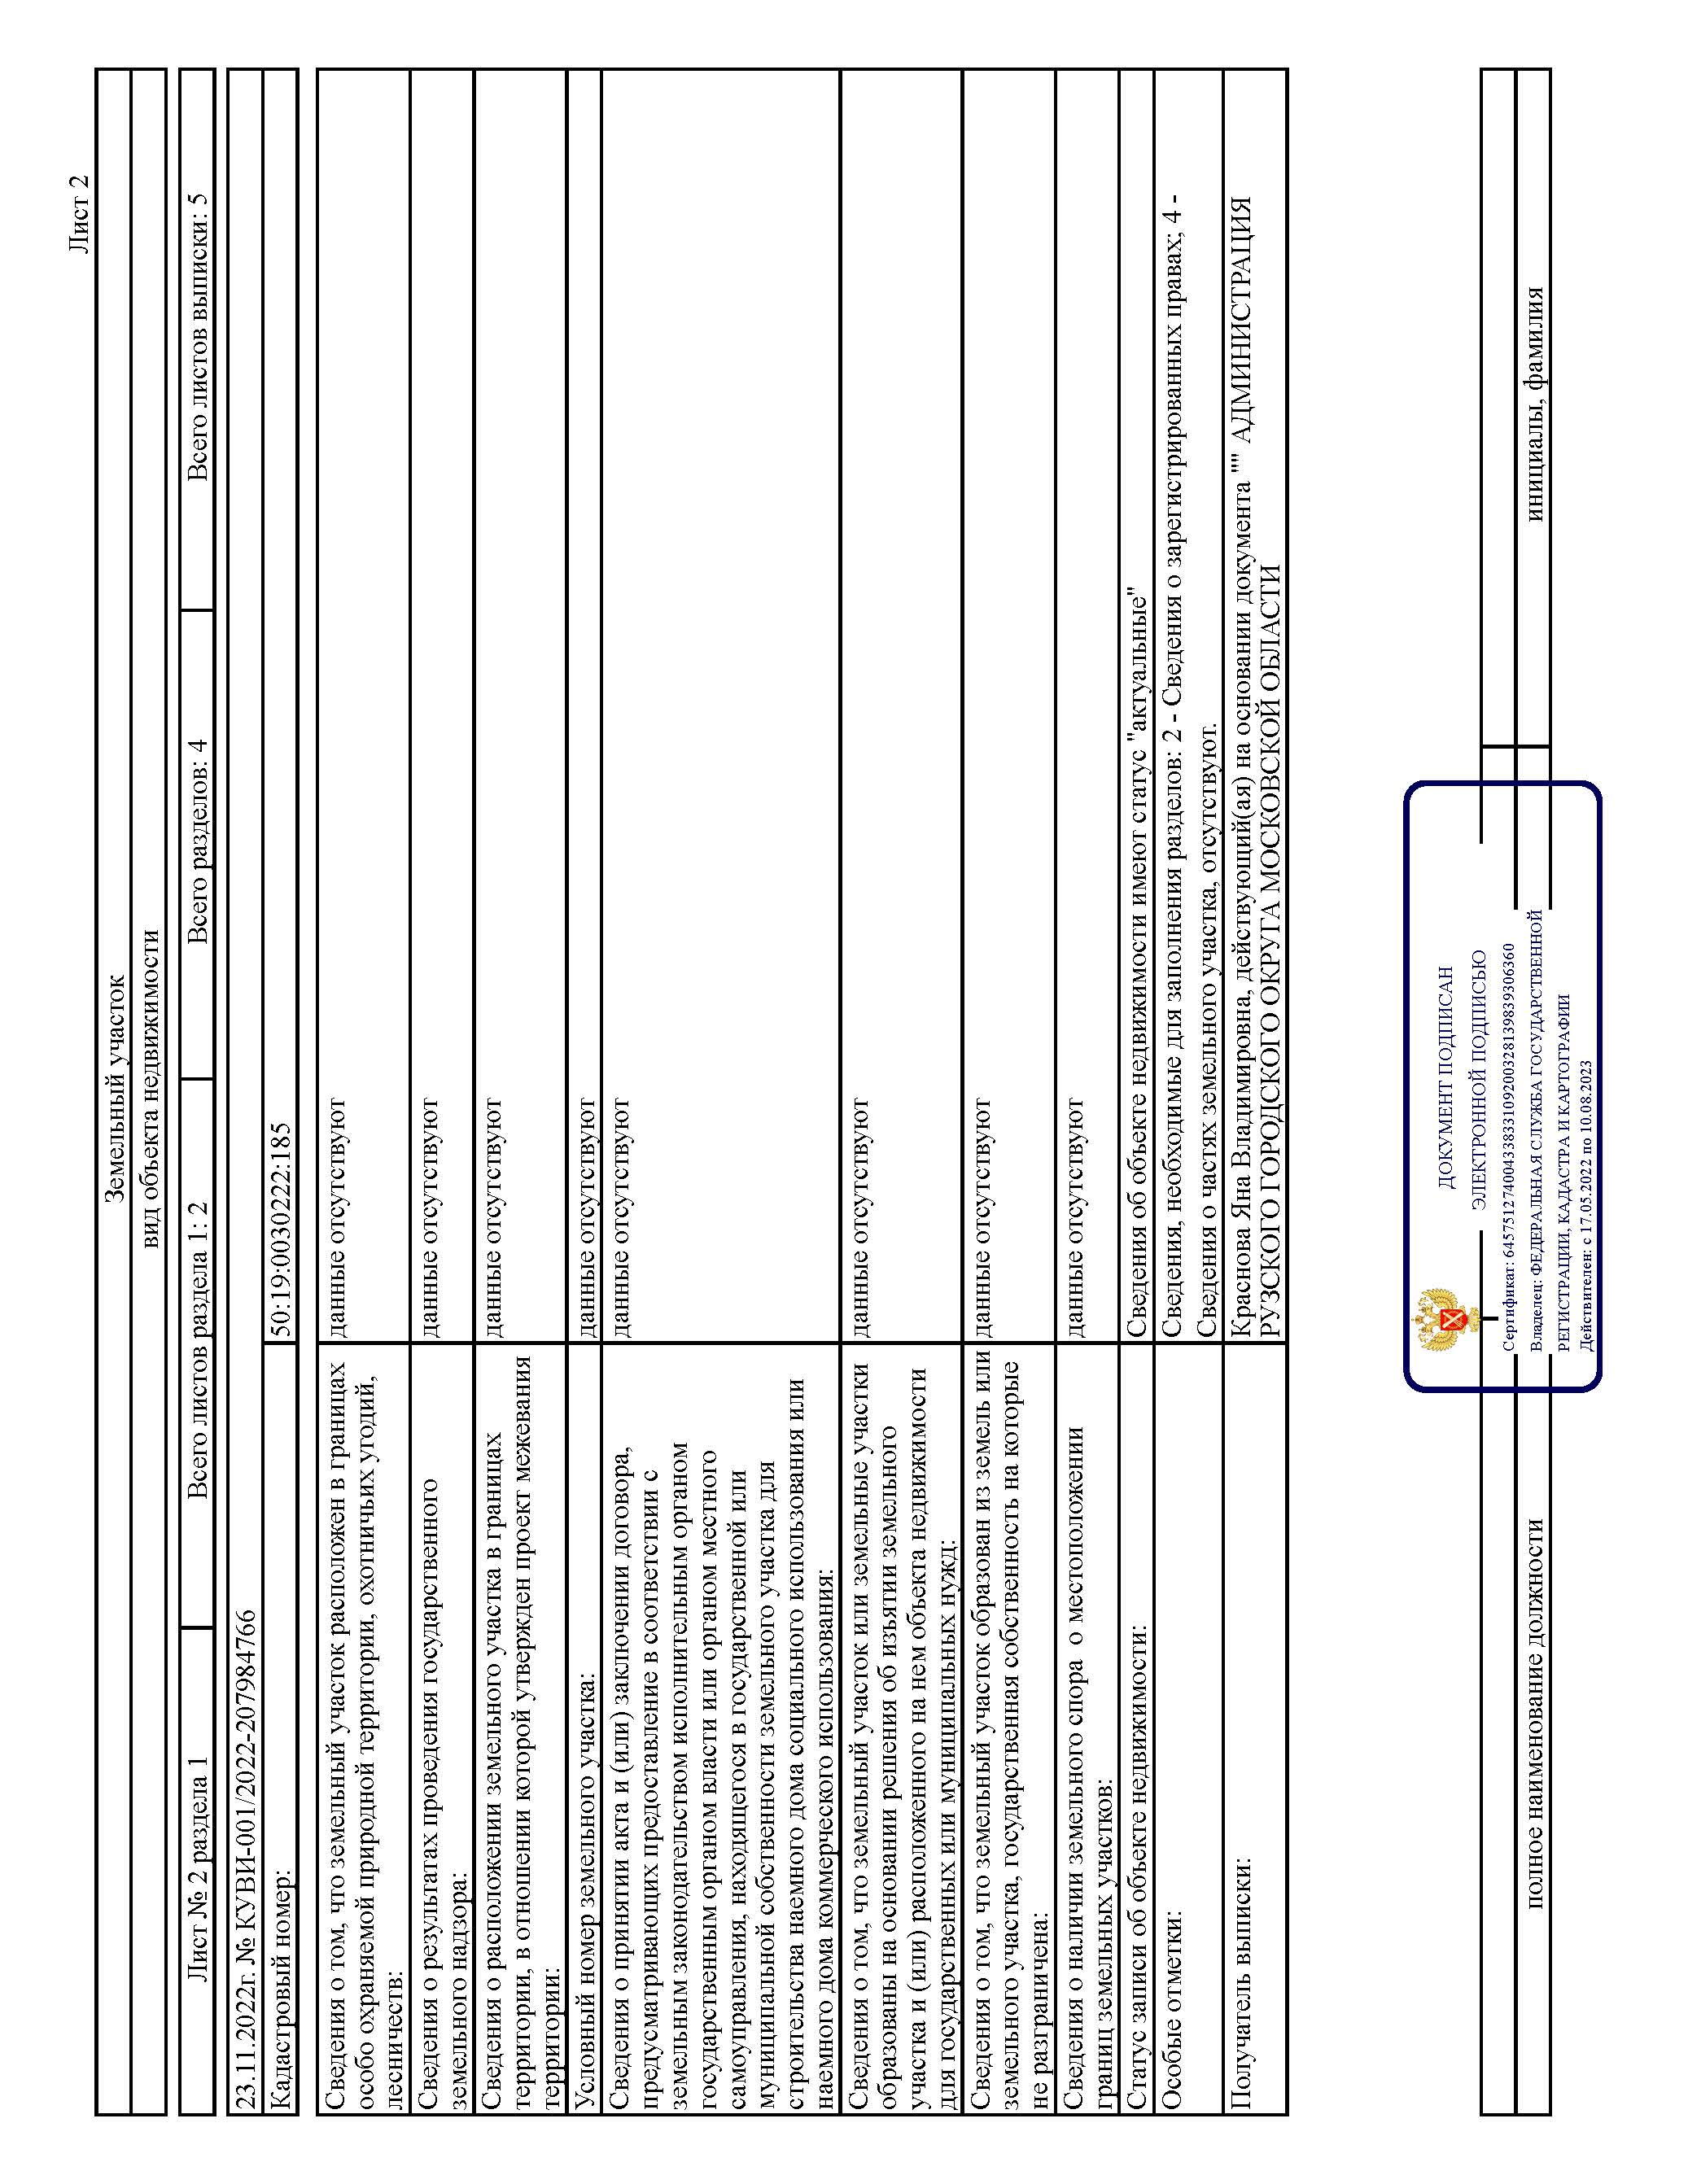 Лист 2
Земельный участок
вид объекта недвижимости
Лист № 2 раздела 1
Всего листов раздела 1: 2
Всего разделов: 4
Всего листов выписки: 5
23.11.2022г. № КУВИ-001/2022-207984766
Кадастровый номер:
50:19:0030222:185
Сведения о том, что земельный участок расположен в границах
особо охраняемой природной территории, охотничьих угодий,
лесничеств:
данные отсутствуют
Сведения о результатах проведения государственного
земельного надзора:
данные отсутствуют
Сведения о расположении земельного участка в границах
территории, в отношении которой утвержден проект межевания
территории:
данные отсутствуют
Условный номер земельного участка:
данные отсутствуют
Сведения о принятии акта и (или) заключении договора,
предусматривающих предоставление в соответствии с
земельным законодательством исполнительным органом
государственным органом власти или органом местного
самоуправления, находящегося в государственной или
муниципальной собственности земельного участка для
строительства наемного дома социального использования или
наемного дома коммерческого использования:
данные отсутствуют
Сведения о том, что земельный участок или земельные участки
образованы на основании решения об изъятии земельного
участка и (или) расположенного на нем объекта недвижимости
для государственных или муниципальных нужд:
данные отсутствуют
Сведения о том, что земельный участок образован из земель или
земельного участка, государственная собственность на которые
не разграничена:
данные отсутствуют
Сведения о наличии земельного спора о местоположении
границ земельных участков:
данные отсутствуют
Статус записи об объекте недвижимости:
Сведения об объекте недвижимости имеют статус "актуальные"
Особые отметки:
Сведения, необходимые для заполнения разделов: 2 - Сведения о зарегистрированных правах; 4 -
Сведения о частях земельного участка, отсутствуют.
Получатель выписки:
Краснова Яна Владимировна, действующий(ая) на основании документа "" АДМИНИСТРАЦИЯ
РУЗСКОГО ГОРОДСКОГО ОКРУГА МОСКОВСКОЙ ОБЛАСТИ
ДОКУМЕНТ ПОДПИСАН
ЭЛЕКТРОННОЙ ПОДПИСЬЮ
Сертификат: 645751274004338331092003281398393­06360
Владелец: ФЕДЕРАЛЬНАЯ СЛУЖБА ГОСУДАРСТВЕННОЙ
РЕГИСТРАЦИИ, КАДАСТРА И КАРТОГРАФИИ
Действителен: с 17.05.2022 по 10.08.2023
полное наименование должности
инициалы, фамилия